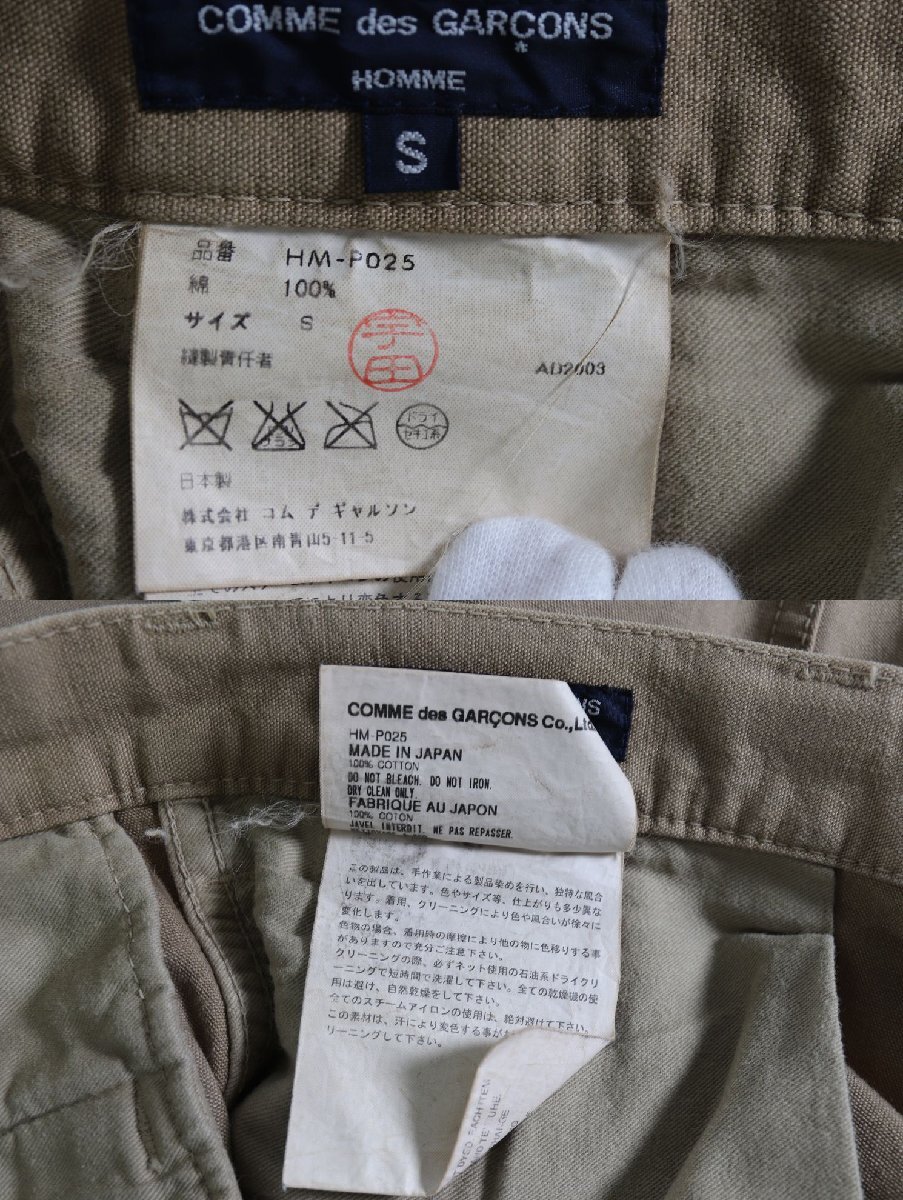 COMME des GARÇONS
HOMME
S
品番 HM-P025
綿 100%
サイズ S
縫製責任者 宇田
AD2003
ドライ
セキユ系
日本製
株式会社 コム デ ギャルソン
東京都港区南青山5-11-5
NS
COMME des GARÇONS Co.,Ltd
HM-P025
MADE IN JAPAN
100% COTTON
DO NOT BLEACH. DO NOT IRON.
DRY CLEAN ONLY.
FABRIQUE AU JAPON
100% COTON
JAVEL INTERDIT. NE PAS REPASSER.
この製品は、手作業による製品染めを行い、独特な風合
いを出しています。色やサイズ等、仕上がりも多少異な
ります。着用、クリーニングにより色や風合いが徐々に
変化します。
色物の場合、着用時の摩擦により他の物に色移りする事
がありますので充分ご注意下さい。
クリーニングの際、必ずネット使用の石油系ドライクリ
ーニングで短時間で洗濯して下さい。全ての乾燥機の使
用は避け、自然乾燥をして下さい。
全てのスチームアイロンの使用は、絶対避けて下さい。
この素材は、汗により変色する事が
リーニングして下さい。